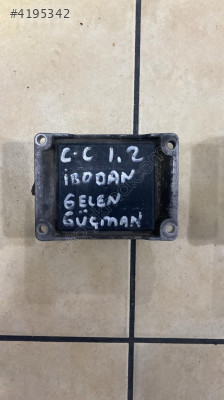 #4195342
C-C 1.2
İBODAN
GELEN
GÜÇMAN